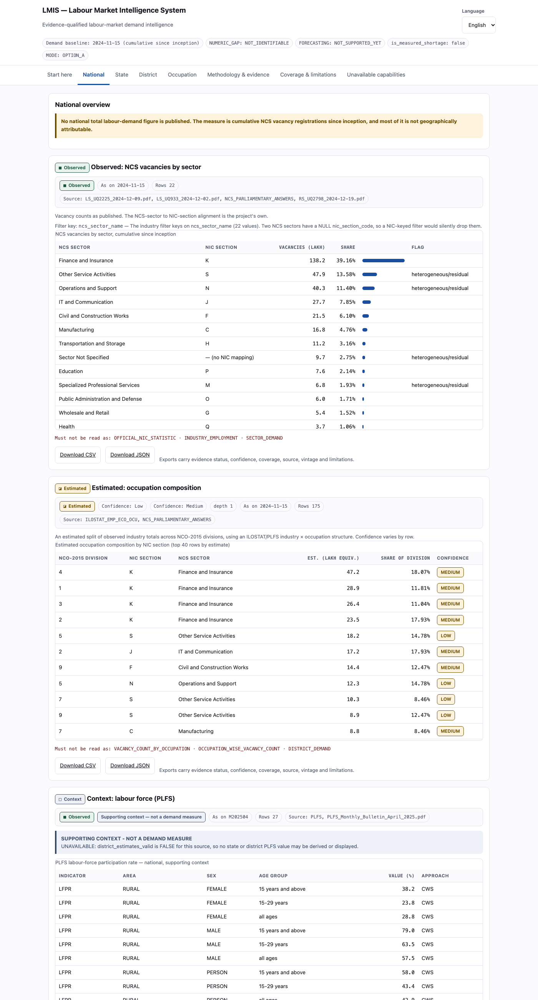 LMIS — Labour Market Intelligence System
Evidence-qualified labour-market demand intelligence
Language
English
Demand baseline: 2024-11-15 (cumulative since inception)
NUMERIC_GAP: NOT_IDENTIFIABLE
FORECASTING: NOT_SUPPORTED_YET
is_measured_shortage: false
MODE: OPTION_A
Start here
National
State
District
Occupation
Methodology & evidence
Coverage & limitations
Unavailable capabilities
National overview
No national total labour-demand figure is published. The measure is cumulative NCS vacancy registrations since inception, and most of it is not geographically
attributable.
Observed
Observed: NCS vacancies by sector
Observed
As on 2024-11-15
Rows 22
Source: LS_UQ2225_2024-12-09.pdf, LS_UQ933_2024-12-02.pdf, NCS_PARLIAMENTARY_ANSWERS, RS_UQ2798_2024-12-19.pdf
Vacancy counts as published. The NCS-sector to NIC-section alignment is the project's own.
Filter key: ncs_sector_name — The industry filter keys on ncs_sector_name (22 values). Two NCS sectors have a NULL nic_section_code, so a NIC-keyed filter would silently drop them.
NCS vacancies by sector, cumulative since inception
NCS SECTOR NIC SECTION VACANCIES (LAKH) SHARE FLAG
Finance and Insurance K 138.2 39.16%
Other Service Activities S 47.9 13.58% heterogeneous/residual
Operations and Support N 40.3 11.40% heterogeneous/residual
IT and Communication J 27.7 7.85%
Civil and Construction Works F 21.5 6.10%
Manufacturing C 16.8 4.76%
Transportation and Storage H 11.2 3.16%
Sector Not Specified — (no NIC mapping) 9.7 2.75% heterogeneous/residual
Education P 7.6 2.14%
Specialized Professional Services M 6.8 1.93% heterogeneous/residual
Public Administration and Defense O 6.0 1.71%
Wholesale and Retail G 5.4 1.52%
Health Q 3.7 1.06%
Must not be read as: OFFICIAL_NIC_STATISTIC · INDUSTRY_EMPLOYMENT · SECTOR_DEMAND
Download CSV
Download JSON
Exports carry evidence status, confidence, coverage, source, vintage and limitations.
Estimated
Estimated: occupation composition
Estimated
Confidence: Low
Confidence: Medium
depth 1
As on 2024-11-15
Rows 175
Source: ILOSTAT_EMP_ECO_OCU, NCS_PARLIAMENTARY_ANSWERS
An estimated split of observed industry totals across NCO-2015 divisions, using an ILOSTAT/PLFS industry × occupation structure. Confidence varies by row.
Estimated occupation composition by NIC section (top 40 rows by estimate)
NCO-2015 DIVISION NIC SECTION NCS SECTOR EST. (LAKH EQUIV.) SHARE OF DIVISION CONFIDENCE
4 K Finance and Insurance 47.2 18.07% MEDIUM
1 K Finance and Insurance 28.9 11.81% MEDIUM
3 K Finance and Insurance 26.4 11.04% MEDIUM
2 K Finance and Insurance 23.5 17.93% MEDIUM
5 S Other Service Activities 18.2 14.78% LOW
2 J IT and Communication 17.2 17.93% MEDIUM
9 F Civil and Construction Works 14.4 12.47% MEDIUM
5 N Operations and Support 12.3 14.78% LOW
7 S Other Service Activities 10.3 8.46% LOW
9 S Other Service Activities 8.9 12.47% LOW
7 C Manufacturing 8.8 8.46% MEDIUM
Must not be read as: VACANCY_COUNT_BY_OCCUPATION · OCCUPATION_WISE_VACANCY_COUNT · DISTRICT_DEMAND
Download CSV
Download JSON
Exports carry evidence status, confidence, coverage, source, vintage and limitations.
Context
Context: labour force (PLFS)
Observed
Supporting context — not a demand measure
As on M202504
Rows 27
Source: PLFS, PLFS_Monthly_Bulletin_April_2025.pdf
SUPPORTING CONTEXT - NOT A DEMAND MEASURE
UNAVAILABLE: district_estimates_valid is FALSE for this source, so no state or district PLFS value may be derived or displayed.
PLFS labour-force participation rate — national, supporting context
INDICATOR AREA SEX AGE GROUP VALUE (%) APPROACH
LFPR RURAL FEMALE 15 years and above 38.2 CWS
LFPR RURAL FEMALE 15-29 years 23.8 CWS
LFPR RURAL FEMALE all ages 28.8 CWS
LFPR RURAL MALE 15 years and above 79.0 CWS
LFPR RURAL MALE 15-29 years 63.5 CWS
LFPR RURAL MALE all ages 57.5 CWS
LFPR RURAL PERSON 15 years and above 58.0 CWS
LFPR RURAL PERSON 15-29 years 43.4 CWS
LFPR RURAL PERSON all ages 42.9 CWS